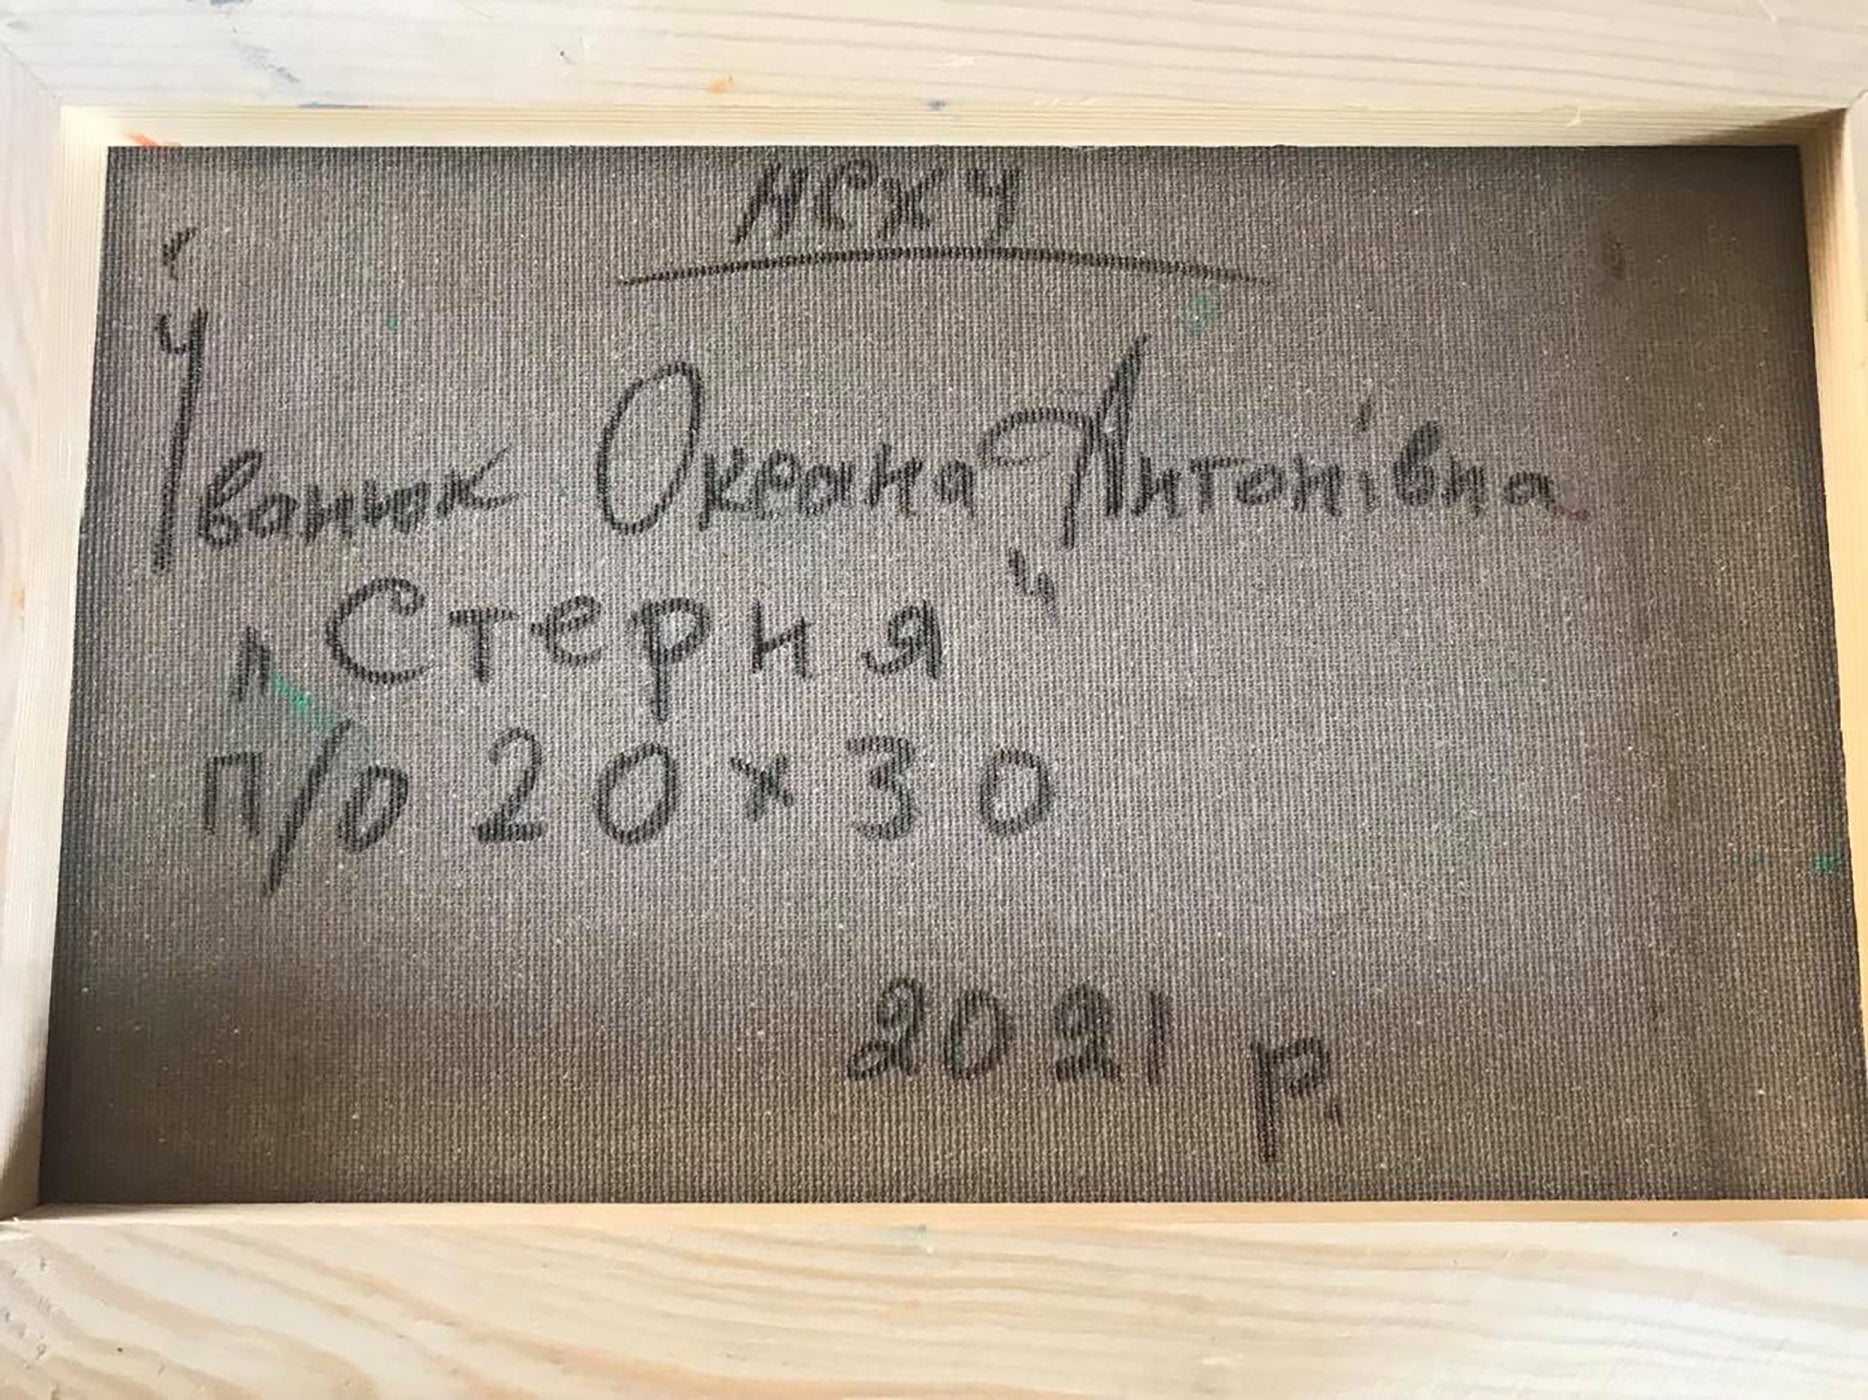 НСХУ
Іванюк Оксана Антонівна
"Стерня"
п/о 20 х 30
2021 р.